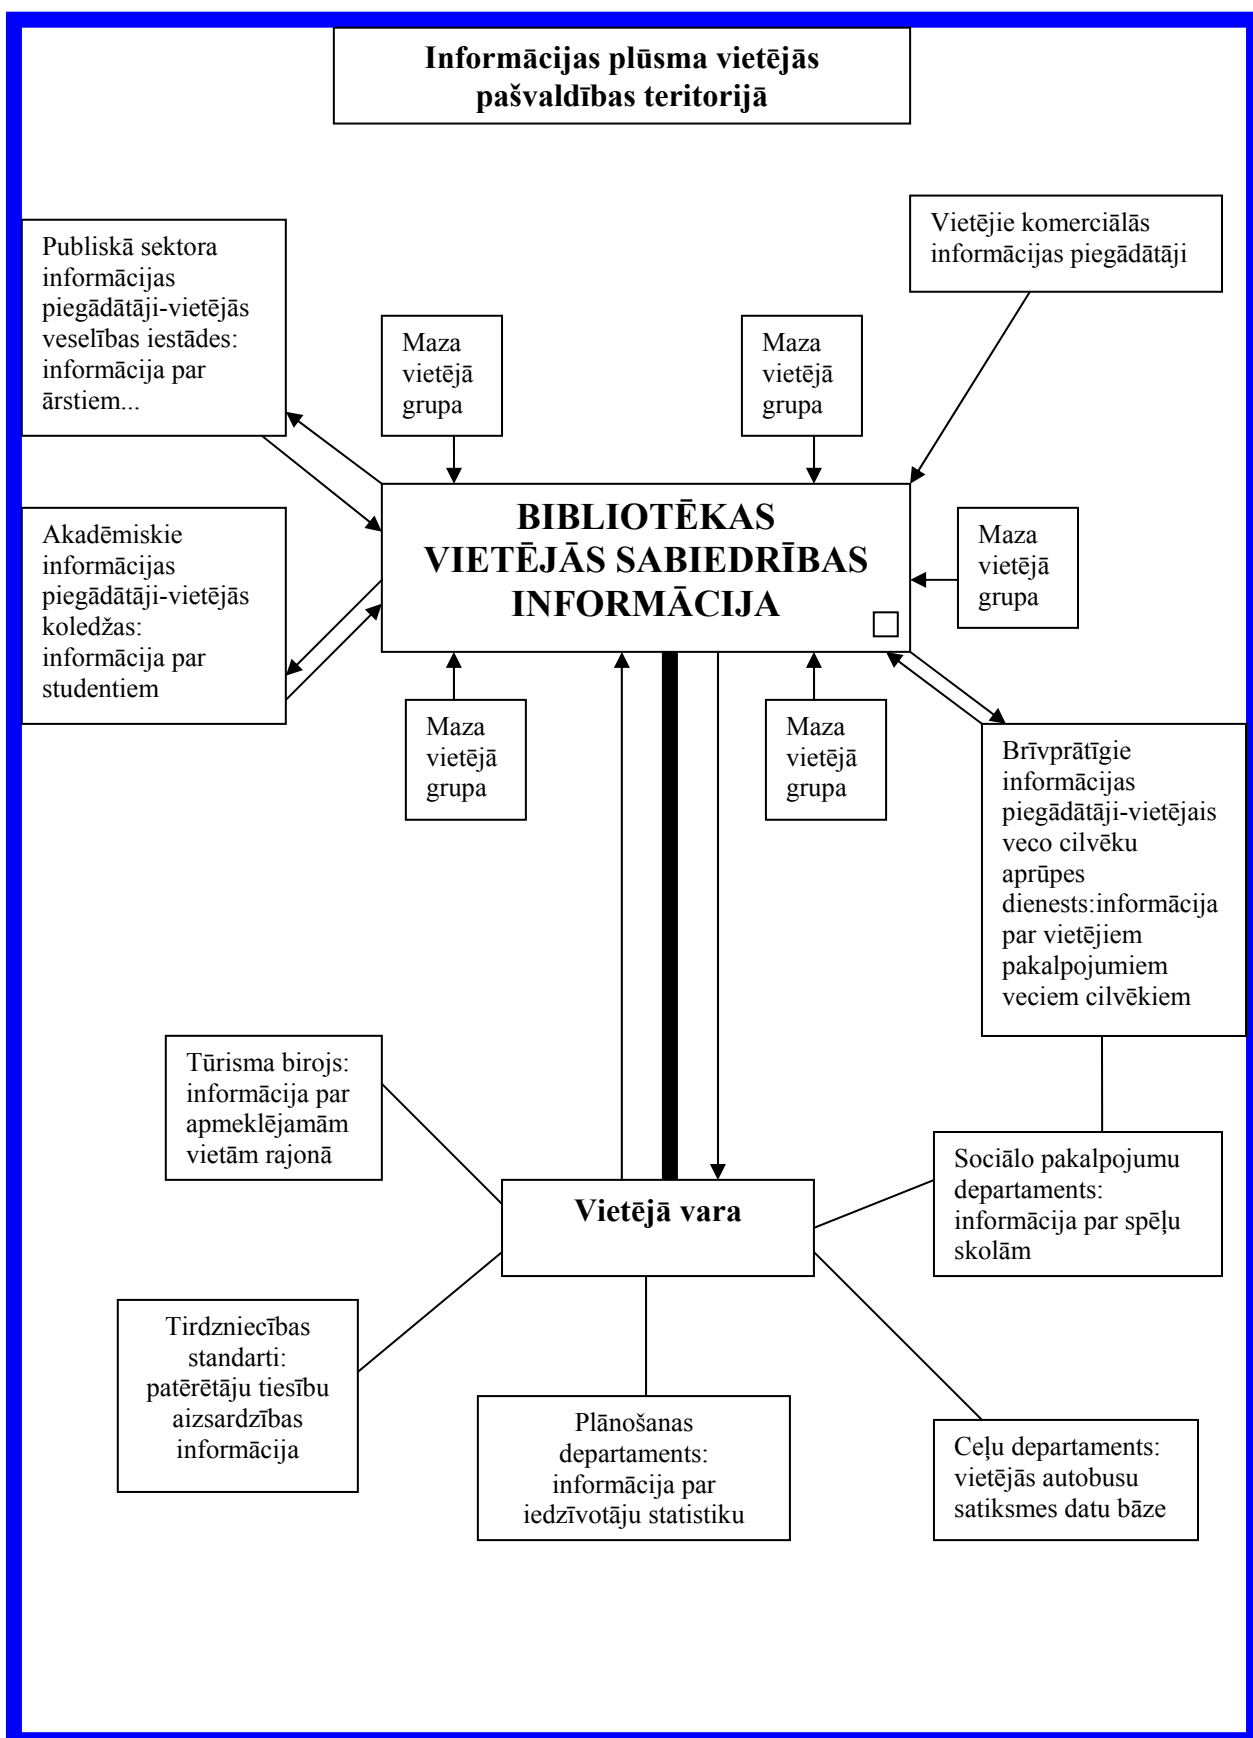 Informācijas plūsma vietējās
pašvaldības teritorijā
Publiskā sektora
informācijas
piegādātāji-vietējās
veselības iestādes:
informācija par
ārstiem...
Maza
vietējā
grupa
Maza
vietējā
grupa
Vietējie komerciālās
informācijas piegādātāji
Akadēmiskie
informācijas
piegādātāji-vietējās
koledžas:
informācija par
studentiem
BIBLIOTĒKAS
VIETĒJĀS SABIEDRĪBAS
INFORMĀCIJA
Maza
vietējā
grupa
Maza
vietējā
grupa
Maza
vietējā
grupa
Brīvprātīgie
informācijas
piegādātāji-vietējais
veco cilvēku
aprūpes
dienests:informācija
par vietējiem
pakalpojumiem
veciem cilvēkiem
Tūrisma birojs:
informācija par
apmeklējamām
vietām rajonā
Vietējā vara
Sociālo pakalpojumu
departaments:
informācija par spēļu
skolām
Tirdzniecības
standarti:
patērētāju tiesību
aizsardzības
informācija
Plānošanas
departaments:
informācija par
iedzīvotāju statistiku
Ceļu departaments:
vietējās autobusu
satiksmes datu bāze